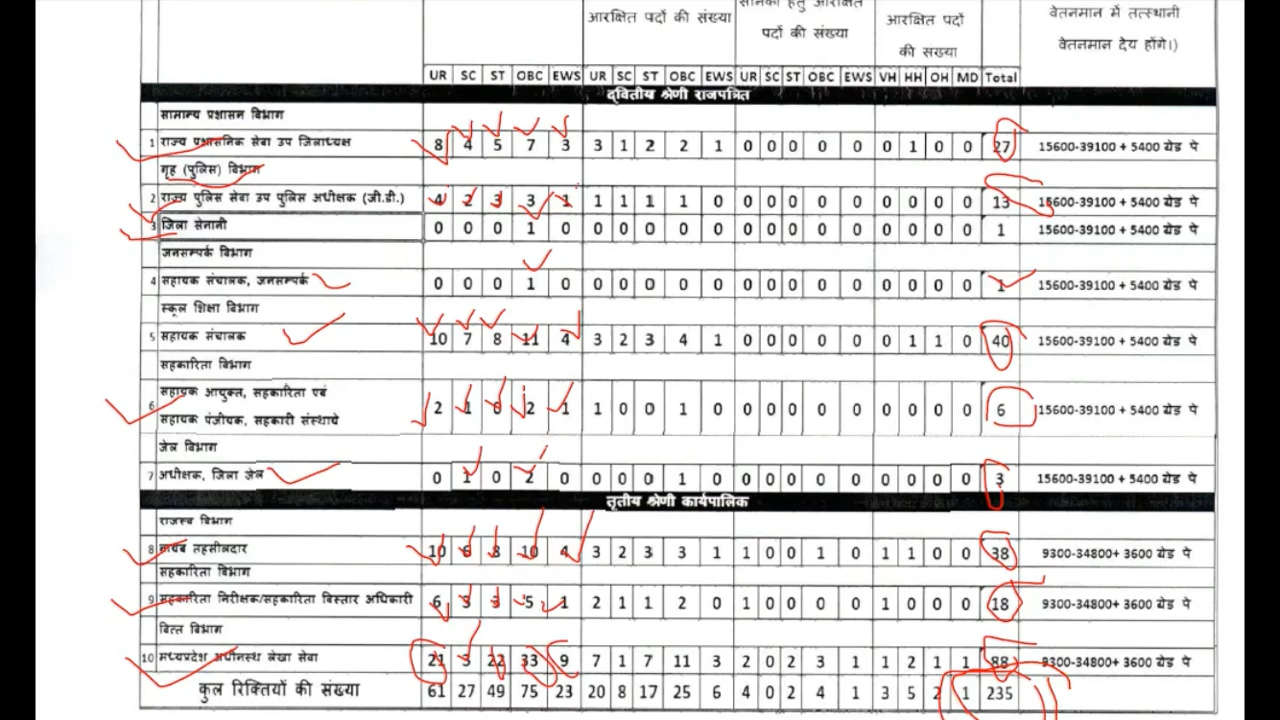 आरक्षित पदों की संख्या
पदों की संख्या
आरक्षित पदों
की सख्या
वेतनमान में तत्स्थानी
वेतनमान देय होंगे।)
UR SC ST OBC EWS UR SC ST OBC EWS UR SC ST OBC EWS VH HH OH MD Total
द्वितीय श्रेणी राजपत्रित
सामान्य प्रशासन विभाग
1 राज्य प्रशासनिक सेवा उप जिलाध्यक्ष 8 4 5 7 3 3 1 2 2 1 0 0 0 0 0 0 1 0 0 27 15600-39100 + 5400 ग्रेड पे
गृह (पुलिस) विभाग
2 राज्य पुलिस सेवा उप पुलिस अधीक्षक (जी.डी.) 4 2 3 3 1 1 1 1 1 0 0 0 0 0 0 0 0 0 0 13 15600-39100 + 5400 ग्रेड पे
3 जिला सेनानी 0 0 0 1 0 0 0 0 0 0 0 0 0 0 0 0 0 0 0 1 15600-39100 + 5400 ग्रेड पे
जनसम्पर्क विभाग
4 सहायक संचालक, जनसम्पर्क 0 0 0 1 0 0 0 0 0 0 0 0 0 0 0 0 0 0 0 1 15600-39100 + 5400 ग्रेड पे
स्कूल शिक्षा विभाग
5 सहायक संचालक 10 7 8 11 4 3 2 3 4 1 0 0 0 0 0 0 1 1 0 40 15600-39100 + 5400 ग्रेड पे
सहकारिता विभाग
सहायक आयुक्त, सहकारिता एवं
6 सहायक पंजीयक, सहकारी संस्थाये 2 1 0 2 1 1 0 0 1 0 0 0 0 0 0 0 0 0 0 6 15600-39100 + 5400 ग्रेड पे
जेल विभाग
7 अधीक्षक, जिला जेल 0 1 0 2 0 0 0 0 1 0 0 0 0 0 0 0 0 0 0 3 15600-39100 + 5400 ग्रेड पे
तृतीय श्रेणी कार्यपालिक
राजस्व विभाग
8 नायब तहसीलदार 10 6 8 10 4 3 2 3 3 1 1 0 0 1 0 1 1 0 0 38 9300-34800+ 3600 ग्रेड पे
सहकारिता विभाग
9 सहकारिता निरीक्षक/सहकारिता विस्तार अधिकारी 6 3 3 5 1 2 1 1 2 0 1 0 0 0 0 1 0 0 0 18 9300-34800+ 3600 ग्रेड पे
वित्त विभाग
10 मध्यप्रदेश अधीनस्थ लेखा सेवा 21 3 22 33 9 7 1 7 11 3 2 0 2 3 1 1 2 1 1 88 9300-34800+ 3600 ग्रेड पे
कुल रिक्तियों की संख्या 61 27 49 75 23 20 8 17 25 6 4 0 2 4 1 3 5 2 1 235